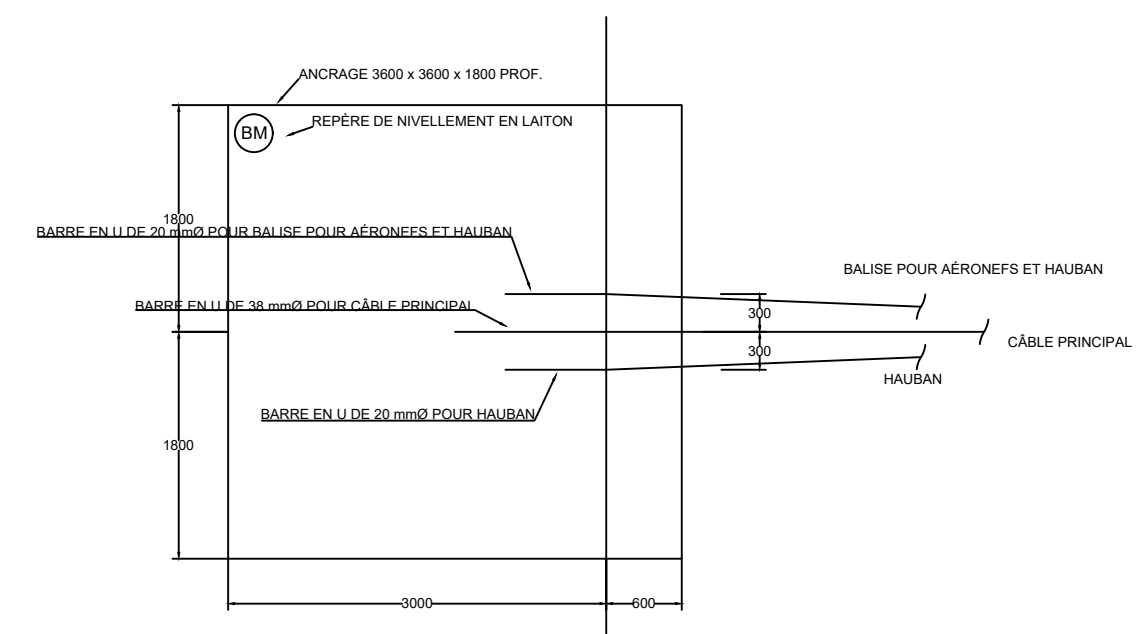 ANCRAGE 3600 x 3600 x 1800 PROF.
BM
REPÈRE DE NIVELLEMENT EN LAITON
1800
BARRE EN U DE 20 mmØ POUR BALISE POUR AÉRONEFS ET HAUBAN
BALISE POUR AÉRONEFS ET HAUBAN
BARRE EN U DE 38 mmØ POUR CÂBLE PRINCIPAL
300
CÂBLE PRINCIPAL
300
HAUBAN
BARRE EN U DE 20 mmØ POUR HAUBAN
1800
3000
600